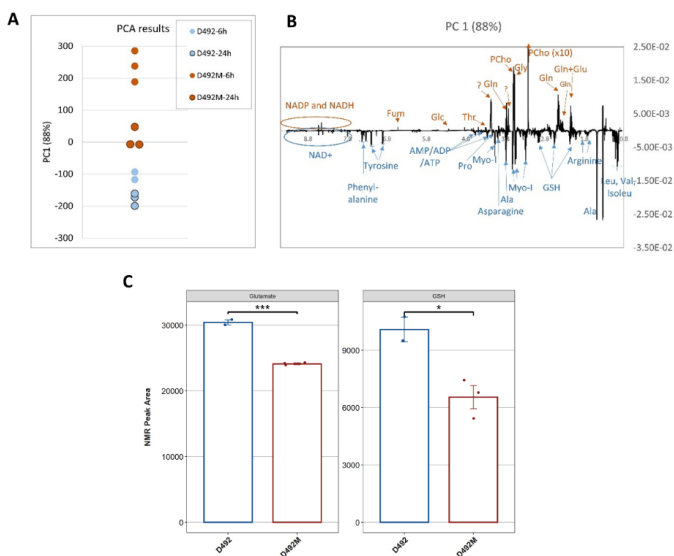 A
PCA results
D492-6h
D492-24h
D492M-6h
D492M-24h
PC1 (88%)
300
200
100
0
-100
-200
-300
B
PC 1 (88%)
2.50E-02
1.50E-02
5.00E-03
-5.00E-03
-1.50E-02
-2.50E-02
-3.50E-02
PCho (x10)
PCho
Gly
Gln+Glu
? Gln
?
Gln
Gln
NADP and NADH
Fum
Glc
Thr
NAD+
Tyrosine
AMP/ADP
/ATP
Pro
Myo-I
Phenyl-
alanine
Ala
Myo-I
GSH
Arginine
Leu, Val,
Isoleu
Asparagine
Ala
C
Glutamate
GSH
***
*
NMR Peak Area
30000
20000
10000
0
9000
6000
3000
0
D492
D492M
D492
D492M